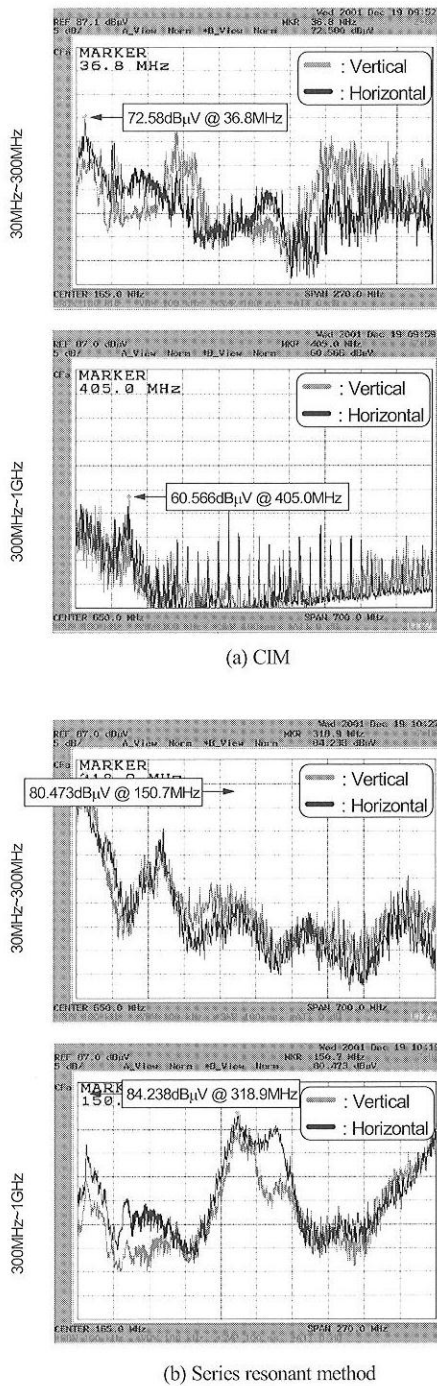 Wed 2001 Dec 19 09:52
REF 87.1 dBµV MKR 36.8 MHz
5 dB/ A_View Norm *B_View Norm
MARKER
36.8 MHz
: Vertical
: Horizontal
72.58dBµV @ 36.8MHz
30MHz~300MHz
CENTER 165.0 MHz SPAN 270.0 MHz
Wed 2001 Dec 19 09:59
REF 87.0 dBµV MKR 405.0 MHz
5 dB/ A_View Norm *B_View Norm 60.566 dBµV
MARKER
405.0 MHz
: Vertical
: Horizontal
60.566dBµV @ 405.0MHz
300MHz~1GHz
CENTER 650.0 MHz SPAN 700.0 MHz
(a) CIM
Wed 2001 Dec 19
REF 87.0 dBµV MKR 318.9 MHz
5 dB/ A_View Norm *B_View Norm 84.238 dBµV
MARKER
: Vertical
: Horizontal
80.473dBµV @ 150.7MHz
30MHz~300MHz
CENTER 650.0 MHz SPAN 700.0 MHz
Wed 2001 Dec 19
REF 87.0 dBµV MKR 150.7 MHz
5 dB/ A_View Norm *B_View Norm 80.473 dBµV
150.
84.238dBµV @ 318.9MHz
: Vertical
: Horizontal
300MHz~1GHz
CENTER 165.0 MHz SPAN 270.0 MHz
(b) Series resonant method